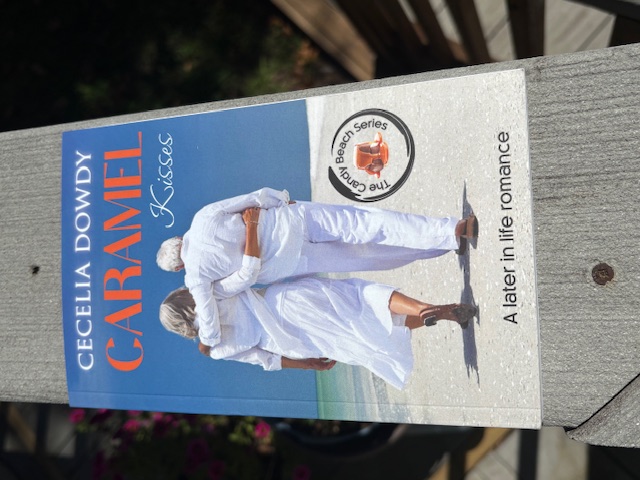 CECELIA DOWDY
CARAMEL
Kisses
The Candy Beach Series
A later in life romance